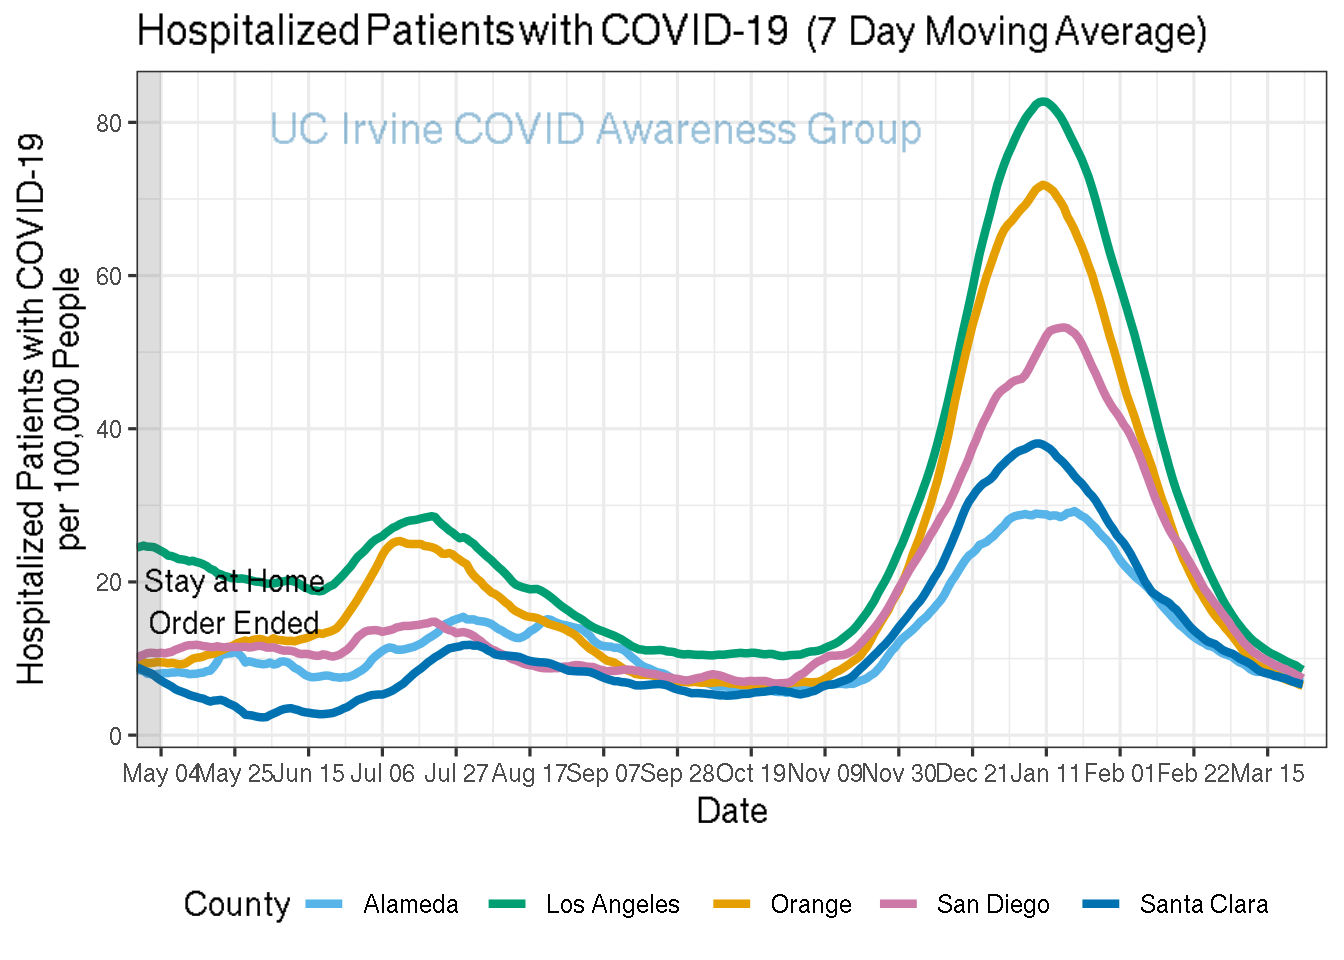 Hospitalized Patients with COVID-19 (7 Day Moving Average)
UC Irvine COVID Awareness Group
Hospitalized Patients with COVID-19
per 100,000 People
80
60
40
20
0
Stay at Home
Order Ended
May 04 May 25 Jun 15 Jul 06 Jul 27 Aug 17 Sep 07 Sep 28 Oct 19 Nov 09 Nov 30 Dec 21 Jan 11 Feb 01 Feb 22 Mar 15
Date
County Alameda Los Angeles Orange San Diego Santa Clara